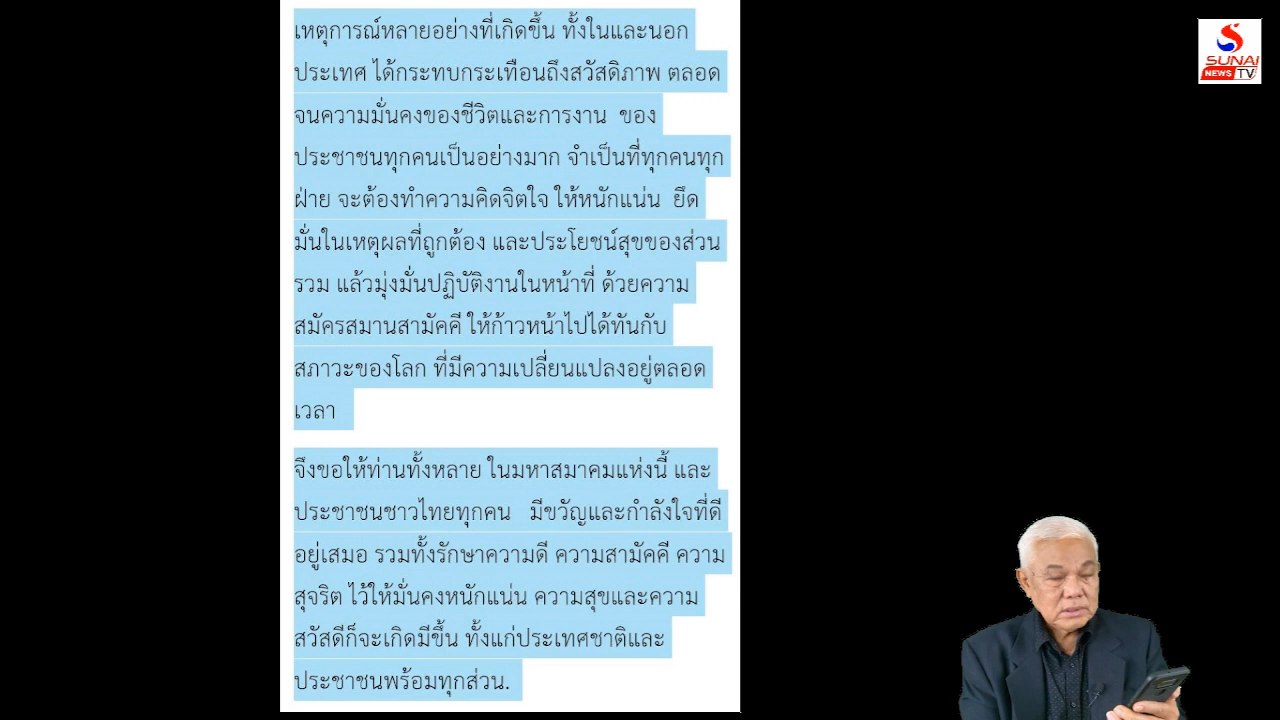 เหตุการณ์หลายอย่างที่เกิดขึ้น ทั้งในและนอก
ประเทศ ได้กระทบกระเทือนถึงสวัสดิภาพ ตลอด
จนความมั่นคงของชีวิตและการงาน ของ
ประชาชนทุกคนเป็นอย่างมาก จำเป็นที่ทุกคนทุก
ฝ่าย จะต้องทำความคิดจิตใจ ให้หนักแน่น ยึด
มั่นในเหตุผลที่ถูกต้อง และประโยชน์สุขของส่วน
รวม แล้วมุ่งมั่นปฏิบัติงานในหน้าที่ ด้วยความ
สมัครสมานสามัคคี ให้ก้าวหน้าไปได้ทันกับ
สภาวะของโลก ที่มีความเปลี่ยนแปลงอยู่ตลอด
เวลา
จึงขอให้ท่านทั้งหลาย ในมหาสมาคมแห่งนี้ และ
ประชาชนชาวไทยทุกคน มีขวัญและกำลังใจที่ดี
อยู่เสมอ รวมทั้งรักษาความดี ความสามัคคี ความ
สุจริต ไว้ให้มั่นคงหนักแน่น ความสุขและความ
สวัสดีก็จะเกิดมีขึ้น ทั้งแก่ประเทศชาติและ
ประชาชนพร้อมทุกส่วน.
SUNAI
NEWS TV